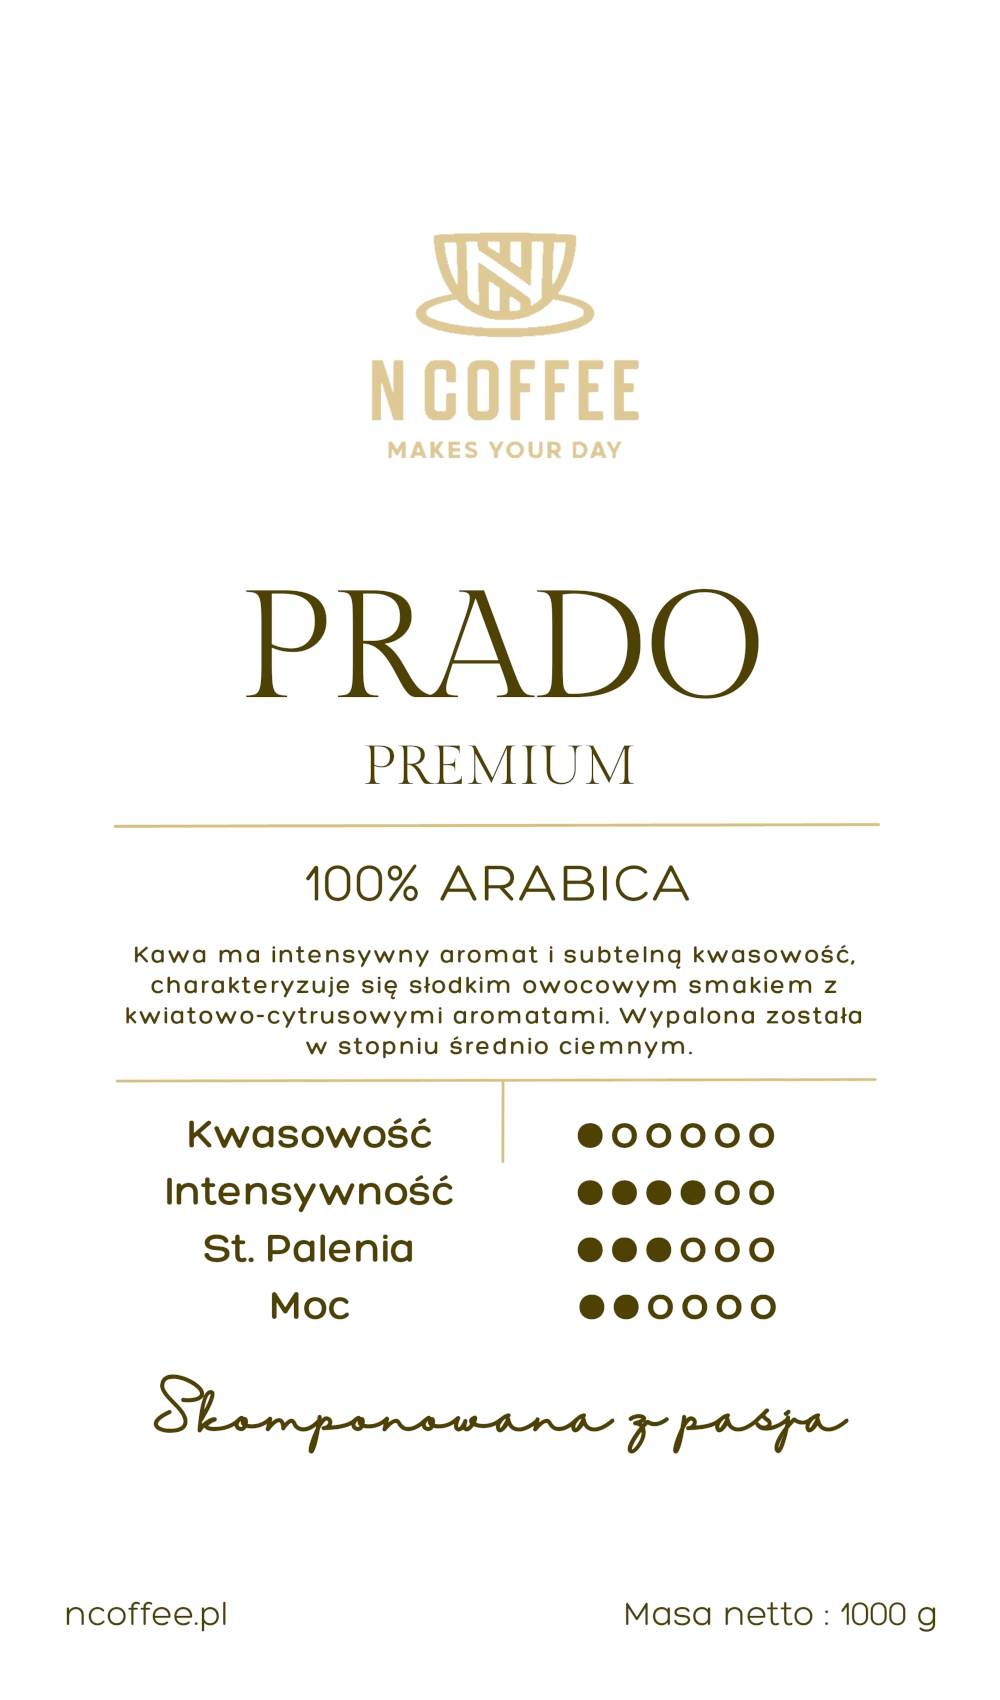 N COFFEE
MAKES YOUR DAY
PRADO
PREMIUM
100% ARABICA
Kawa ma intensywny aromat i subtelną kwasowość,
charakteryzuje się słodkim owocowym smakiem z
kwiatowo-cytrusowymi aromatami. Wypalona została
w stopniu średnio ciemnym.
Kwasowość
Intensywność
St. Palenia
Moc
Skomponowana z pasja
ncoffee.pl
Masa netto : 1000 g